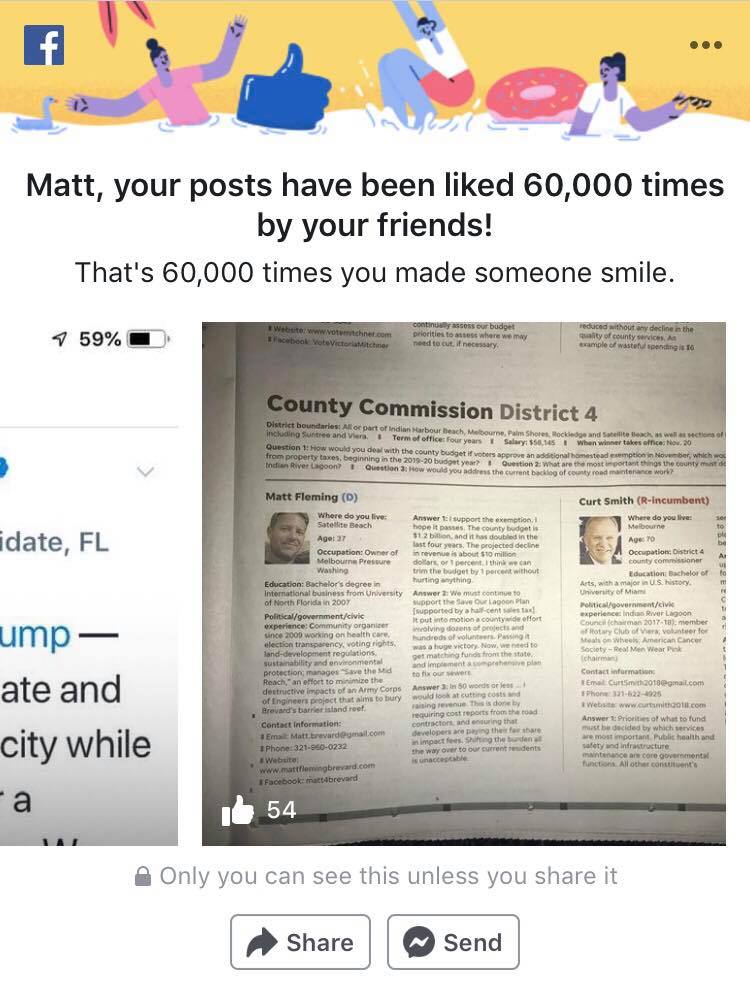 f
Matt, your posts have been liked 60,000 times
by your friends!
That's 60,000 times you made someone smile.
59%
idate, FL
ump —
ate and
city while
r a
Website: www.votemitchner.com
Facebook: VoteVictoriaMitchner
continually assess our budget
priorities to assess where we may
need to cut, if necessary.
reduced without any decline in the
quality of county services. An
example of wasteful spending is $6
County Commission District 4
District boundaries: All or part of Indian Harbour Beach, Melbourne, Palm Shores, Rockledge and Satellite Beach, as well as sections of
including Suntree and Viera. Term of office: Four years Salary: $58,145 When winner takes office: Nov. 20
Question 1: How would you deal with the county budget if voters approve an additional homestead exemption in November, which wou
from property taxes, beginning in the 2019-20 budget year? Question 2: What are the most important things the county must do
Indian River Lagoon? Question 3: How would you address the current backlog of county road maintenance work?
Matt Fleming (D)
Where do you live:
Satellite Beach
Age: 37
Occupation: Owner of
Melbourne Pressure
Washing
Education: Bachelor's degree in
International business from University
of North Florida in 2007
Political/government/civic
experience: Community organizer
since 2009 working on health care,
election transparency, voting rights,
land-development regulations,
sustainability and environmental
protection; manages "Save the Mid
Reach," an effort to minimize the
destructive impacts of an Army Corps
of Engineers project that aims to bury
Brevard's barrier island reef.
Contact information:
Email: Matt.brevard@gmail.com
Phone: 321-960-0232
Website:
www.mattflemingbrevard.com
Facebook: matt4brevard
Answer 1: I support the exemption. I
hope it passes. The county budget is
$1.2 billion, and it has doubled in the
last four years. The projected decline
in revenue is about $10 million
dollars, or 1 percent. I think we can
trim the budget by 1 percent without
hurting anything.
Answer 2: We must continue to
support the Save Our Lagoon Plan
[supported by a half-cent sales tax].
It put into motion a countywide effort
involving dozens of projects and
hundreds of volunteers. Passing it
was a huge victory. Now, we need to
get matching funds from the state,
and implement a comprehensive plan
to fix our sewers.
Answer 3: In 50 words or less ... I
would look at cutting costs and
raising revenue. This is done by
requiring cost reports from the road
contractors, and ensuring that
developers are paying their fair share
in impact fees. Shifting the burden all
the way over to our current residents
is unacceptable.
Curt Smith (R-incumbent)
Where do you live:
Melbourne
Age: 70
Occupation: District 4
county commissioner
Education: Bachelor of
Arts, with a major in U.S. history,
University of Miami
Political/government/civic
experience: Indian River Lagoon
Council (chairman 2017-18); member
of Rotary Club of Viera; volunteer for
Meals on Wheels; American Cancer
Society - Real Men Wear Pink
(chairman)
Contact information:
Email: CurtSmith2018@gmail.com
Phone: 321-622-4925
Website: www.curtsmith2018.com
Answer 1: Priorities of what to fund
must be decided by which services
are most important. Public health and
safety and infrastructure
maintenance are core governmental
functions. All other constituent's
54
Only you can see this unless you share it
Share
Send